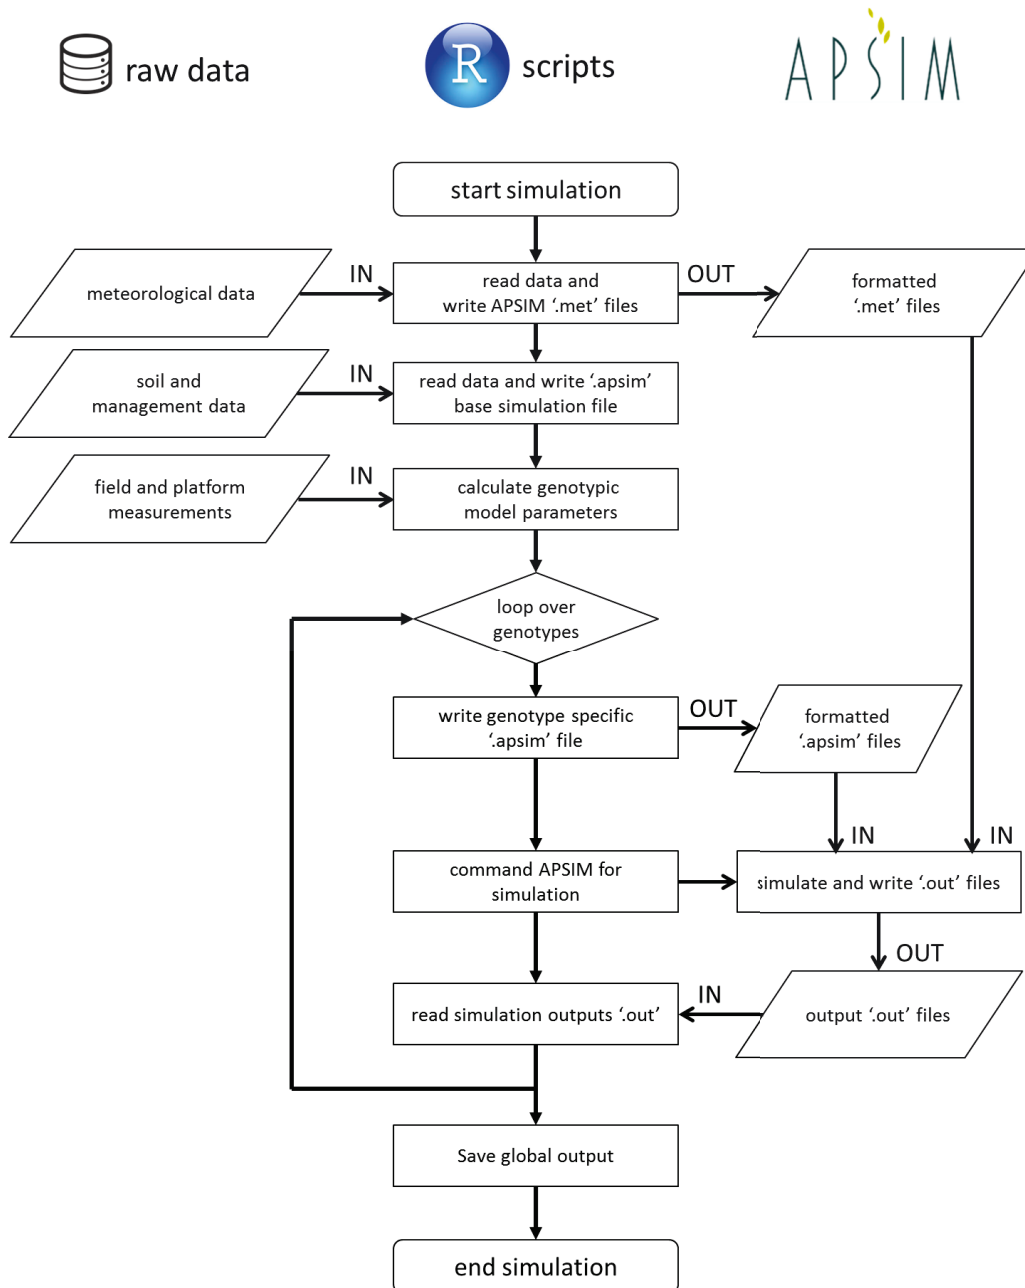 raw data
R
scripts
APSIM
start simulation
meteorological data
IN
read data and
write APSIM ‘.met’ files
OUT
formatted
‘.met’ files
soil and
management data
IN
read data and write ‘.apsim’
base simulation file
field and platform
measurements
IN
calculate genotypic
model parameters
loop over
genotypes
write genotype specific
‘.apsim’ file
OUT
formatted
‘.apsim’ files
IN
IN
command APSIM for
simulation
simulate and write ‘.out’ files
OUT
read simulation outputs ‘.out’
IN
output ‘.out’ files
Save global output
end simulation